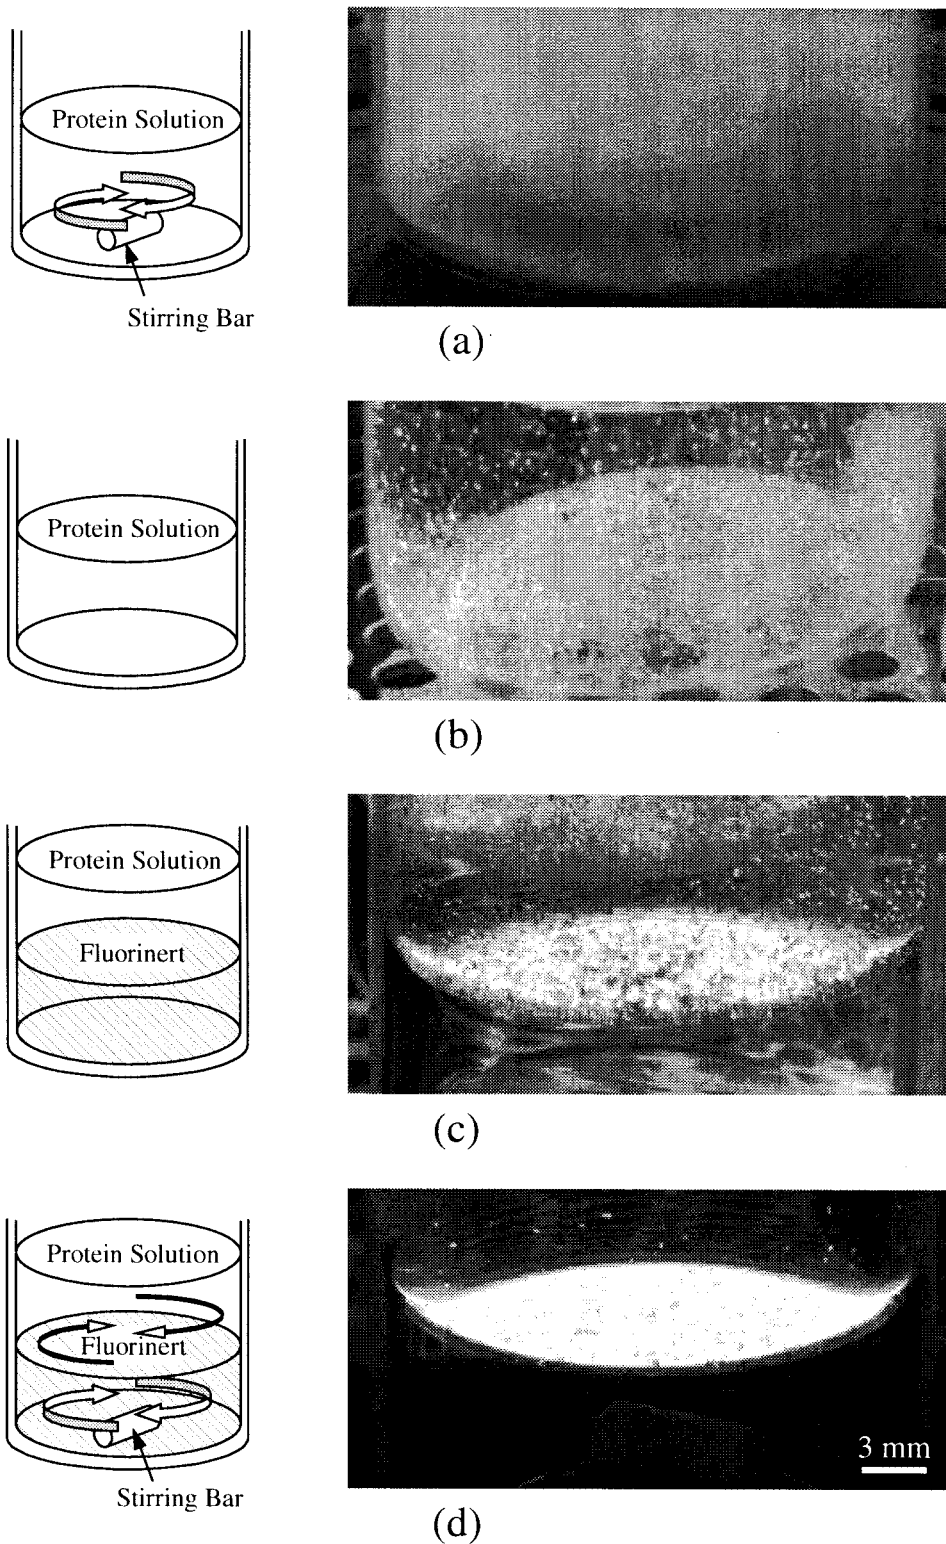 Protein Solution
Stirring Bar
(a)
Protein Solution
(b)
Protein Solution
Fluorinert
(c)
Protein Solution
Fluorinert
Stirring Bar
3 mm
(d)